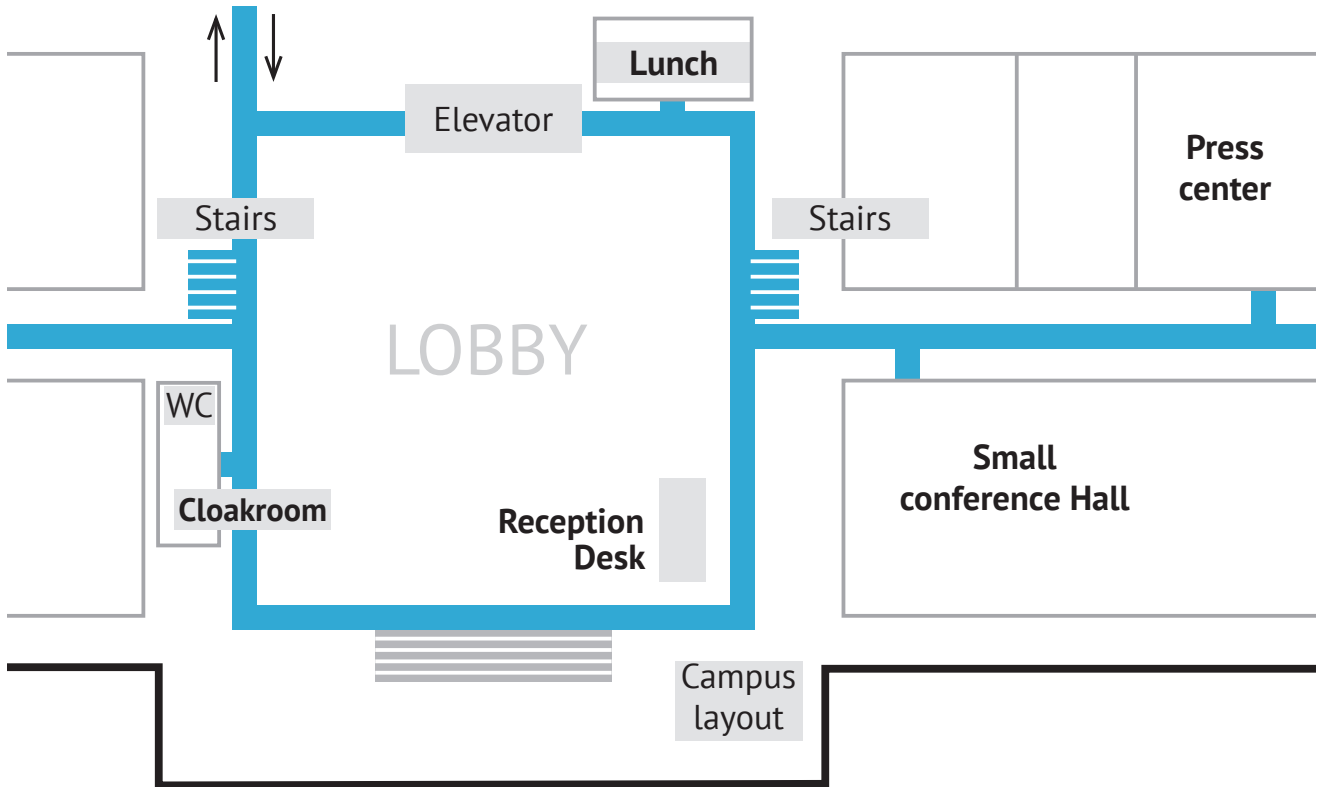 Lunch
Elevator
Press
center
Stairs
Stairs
LOBBY
WC
Small
conference Hall
Cloakroom
Reception
Desk
Campus
layout